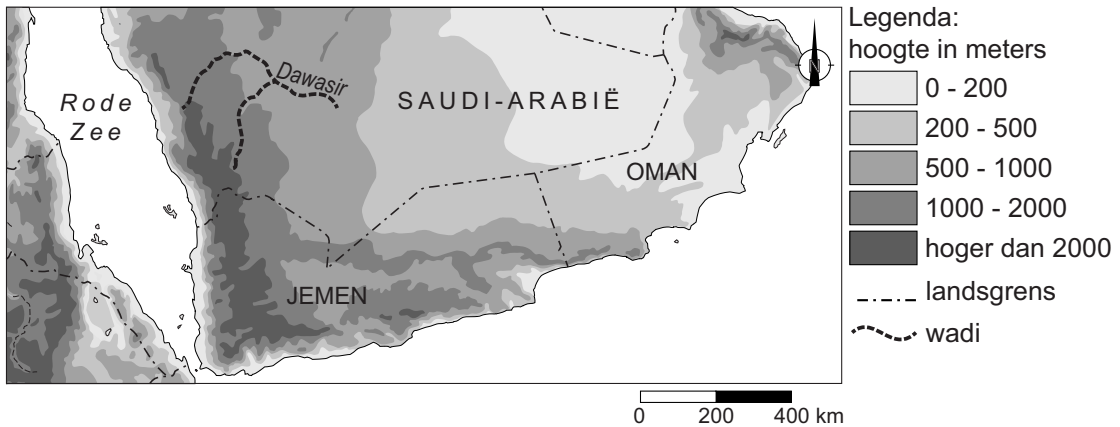 Rode
Zee
Dawasir
SAUDI-ARABIË
OMAN
JEMEN
N
Legenda:
hoogte in meters
0 - 200
200 - 500
500 - 1000
1000 - 2000
hoger dan 2000
landsgrens
wadi
0 200 400 km